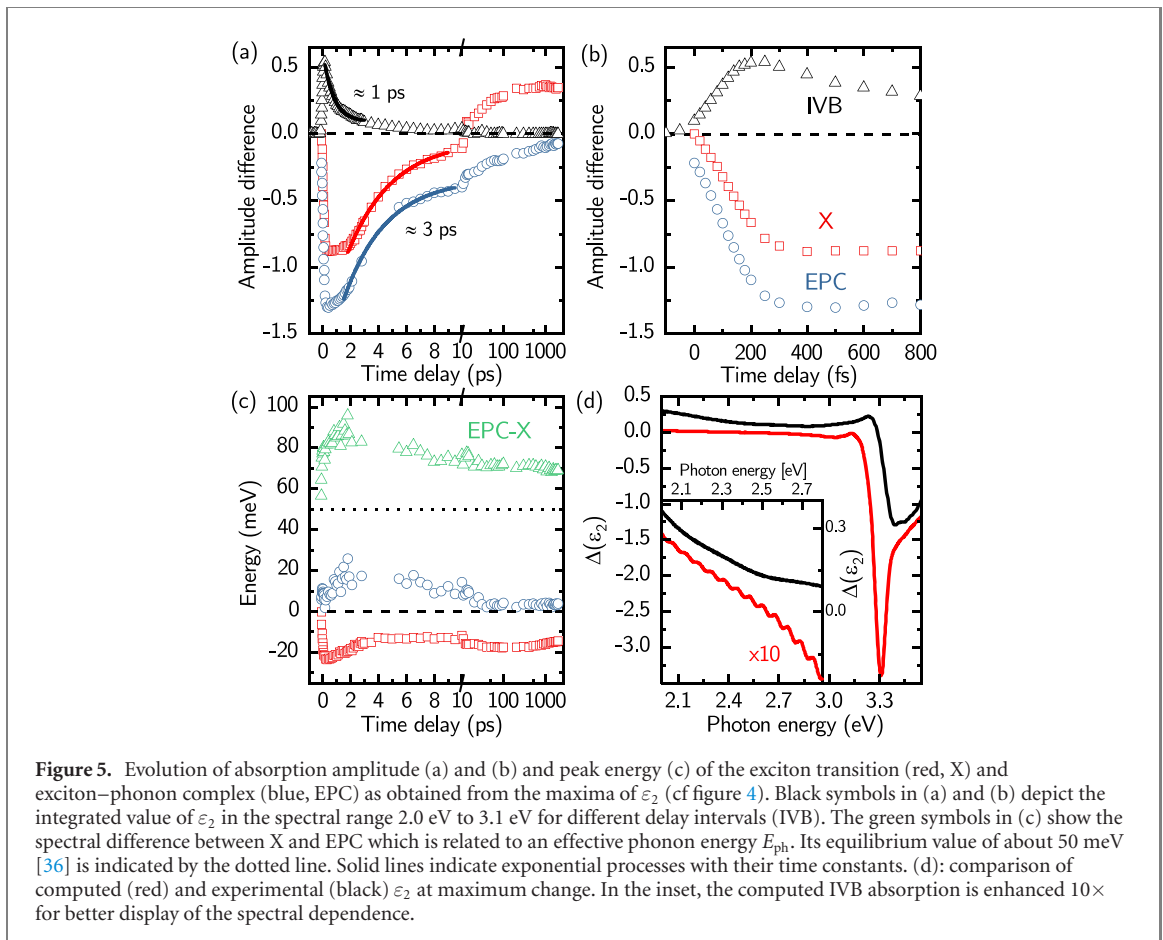 (a)
(b)
0.5
0.0
-0.5
-1.0
-1.5
Amplitude difference
≈ 1 ps
≈ 3 ps
0 2 4 6 8 10 100 1000
Time delay (ps)
0.5
0.0
-0.5
-1.0
-1.5
Amplitude difference
IVB
X
EPC
0 200 400 600 800
Time delay (fs)
(c)
(d)
100
80
60
40
20
0
-20
Energy (meV)
EPC-X
0 2 4 6 8 10 100 1000
Time delay (ps)
0.5
0.0
-0.5
-1.0
-1.5
-2.0
-2.5
-3.0
Δ(ε₂)
Photon energy [eV]
2.1 2.3 2.5 2.7
0.3
0.0
Δ(ε₂)
x10
2.1 2.4 2.7 3.0 3.3
Photon energy (eV)
Figure 5. Evolution of absorption amplitude (a) and (b) and peak energy (c) of the exciton transition (red, X) and
exciton–phonon complex (blue, EPC) as obtained from the maxima of ε₂ (cf figure 4). Black symbols in (a) and (b) depict the
integrated value of ε₂ in the spectral range 2.0 eV to 3.1 eV for different delay intervals (IVB). The green symbols in (c) show the
spectral difference between X and EPC which is related to an effective phonon energy Eₚₕ. Its equilibrium value of about 50 meV
[36] is indicated by the dotted line. Solid lines indicate exponential processes with their time constants. (d): comparison of
computed (red) and experimental (black) ε₂ at maximum change. In the inset, the computed IVB absorption is enhanced 10×
for better display of the spectral dependence.